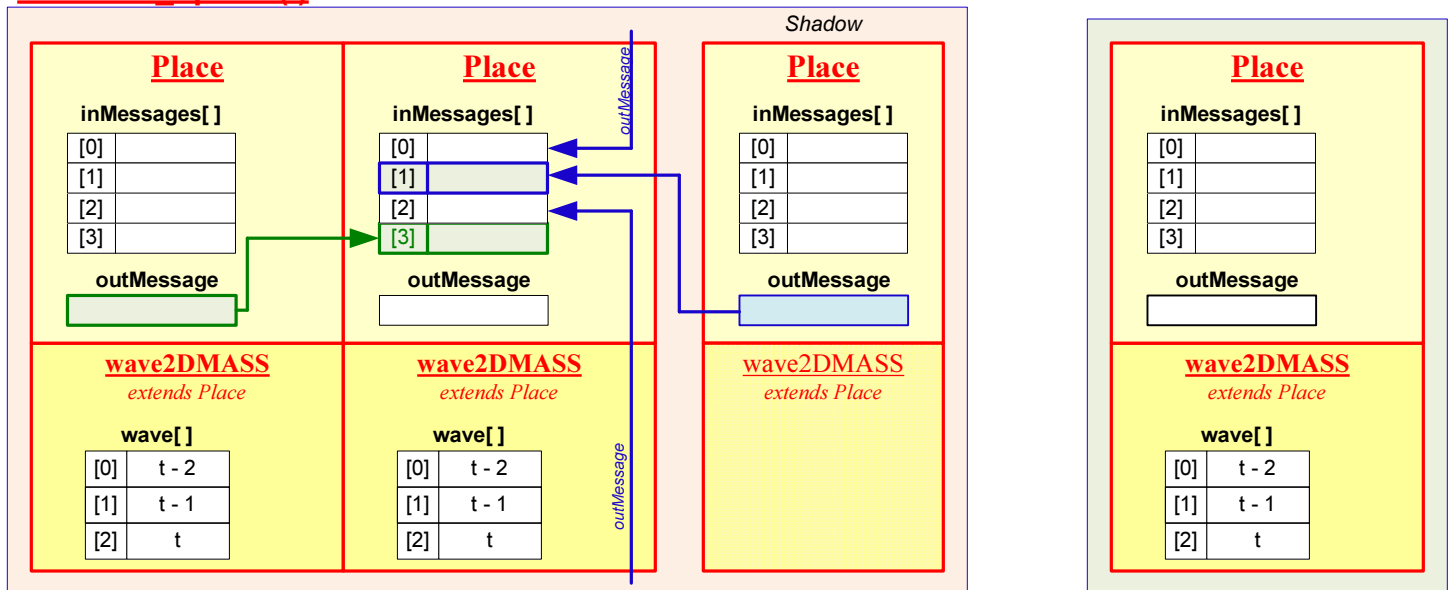 Shadow
Place
Place
Place
Place
outMessage
inMessages[ ]
inMessages[ ]
inMessages[ ]
inMessages[ ]
[0]
[0]
[0]
[0]
[1]
[1]
[1]
[1]
[2]
[2]
[2]
[2]
[3]
[3]
[3]
[3]
outMessage
outMessage
outMessage
outMessage
wave2DMASS
wave2DMASS
wave2DMASS
wave2DMASS
extends Place
extends Place
extends Place
extends Place
wave[ ]
wave[ ]
wave[ ]
[0] t - 2
[0] t - 2
[0] t - 2
outMessage
[1] t - 1
[1] t - 1
[1] t - 1
[2] t
[2] t
[2] t